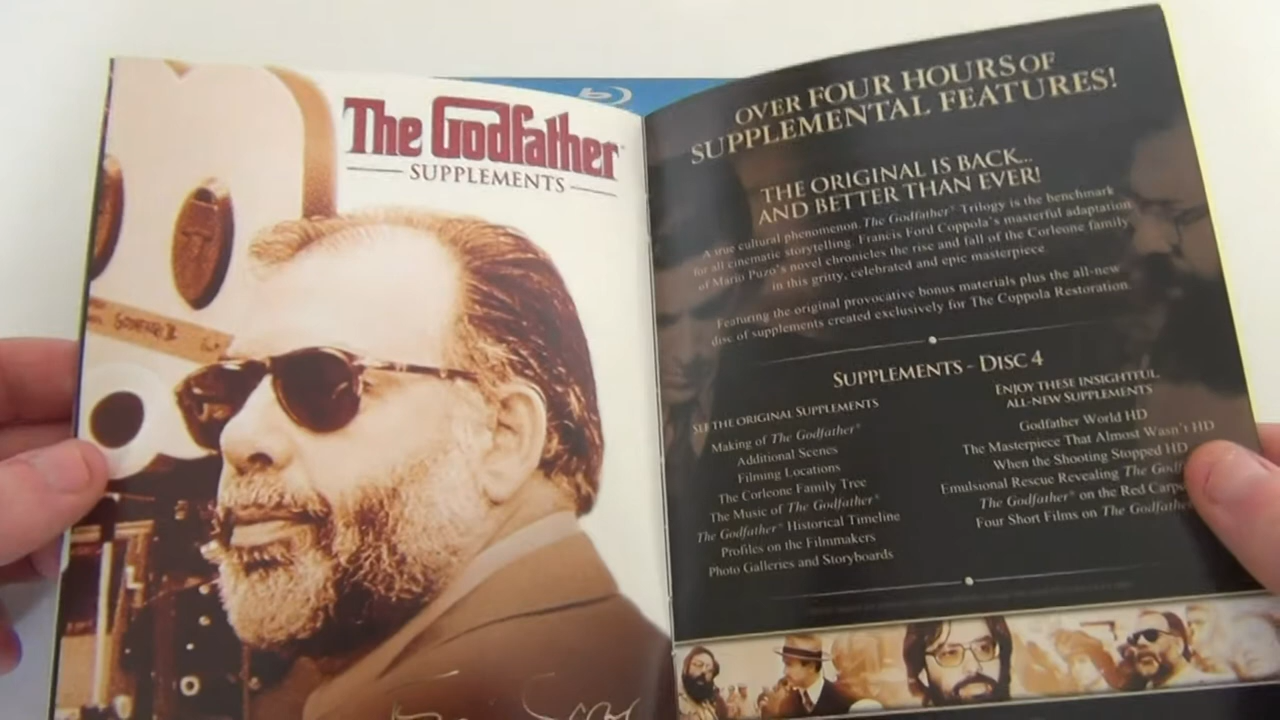 The Godfather
SUPPLEMENTS
OVER FOUR HOURS OF
SUPPLEMENTAL FEATURES!
THE ORIGINAL IS BACK...
AND BETTER THAN EVER!
A true cultural phenomenon, The Godfather® Trilogy is the benchmark
for all cinematic storytelling. Francis Ford Coppola's masterful adaptation
of Mario Puzo's novel chronicles the rise and fall of the Corleone family
in this gritty, celebrated and epic masterpiece.
Featuring the original provocative bonus materials plus the all-new
disc of supplements created exclusively for The Coppola Restoration.
SUPPLEMENTS - DISC 4
SEE THE ORIGINAL SUPPLEMENTS
Making of The Godfather®
Additional Scenes
Filming Locations
The Corleone Family Tree
The Music of The Godfather®
The Godfather® Historical Timeline
Profiles on the Filmmakers
Photo Galleries and Storyboards
ENJOY THESE INSIGHTFUL
ALL-NEW SUPPLEMENTS
Godfather World HD
The Masterpiece That Almost Wasn't HD
When the Shooting Stopped HD
Emulsional Rescue Revealing The Godf
The Godfather® on the Red Carpe
Four Short Films on The Godfather